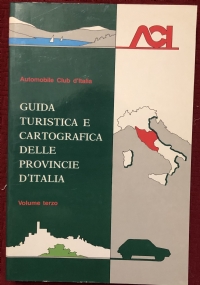 ACI
Automobile Club d'Italia
GUIDA
TURISTICA E
CARTOGRAFICA
DELLE
PROVINCIE
D'ITALIA
Volume terzo